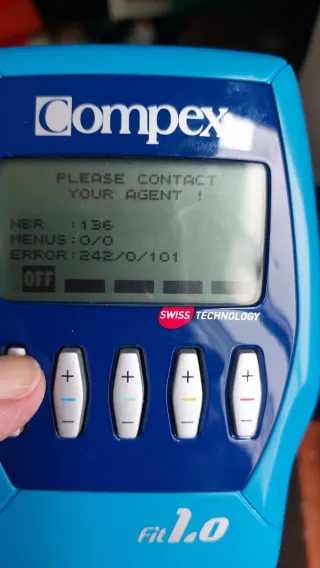 Compex
PLEASE CONTACT
YOUR AGENT !
NBR :136
MENUS:0/0
ERROR:242/0/101
OFF
SWISS TECHNOLOGY
+ + + +
- - - -
Fit 1.0